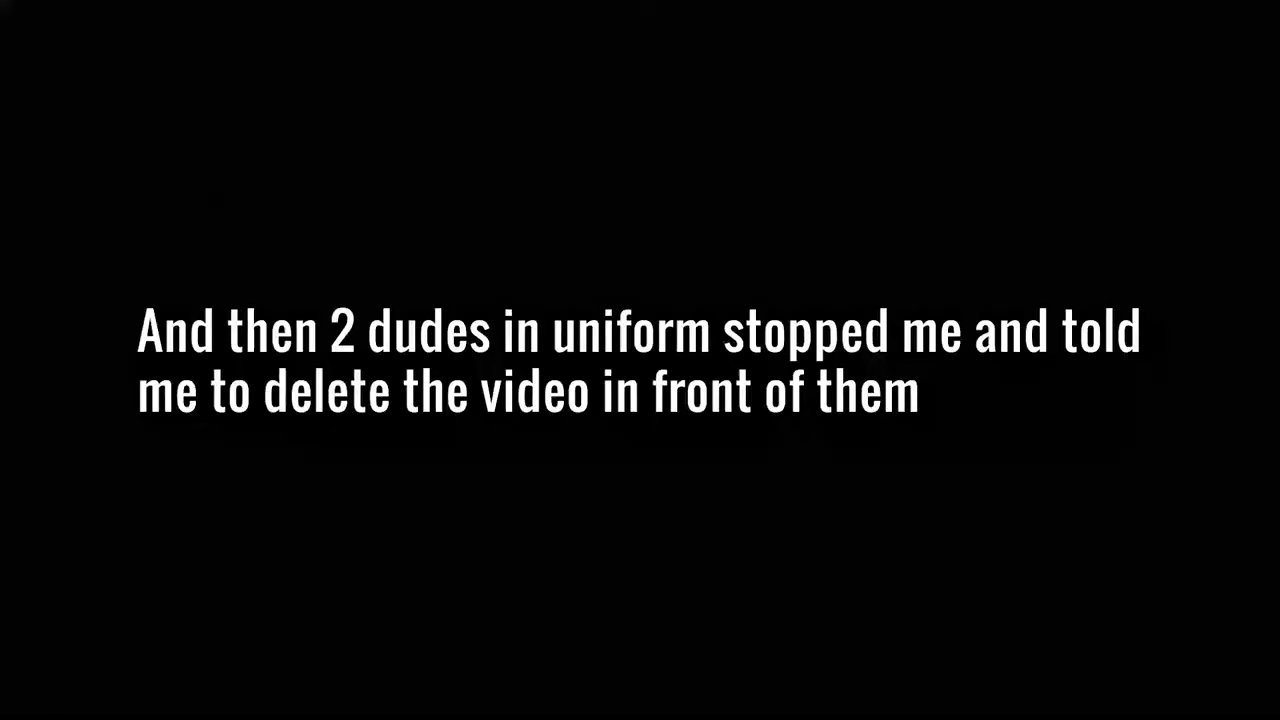 And then 2 dudes in uniform stopped me and told
me to delete the video in front of them